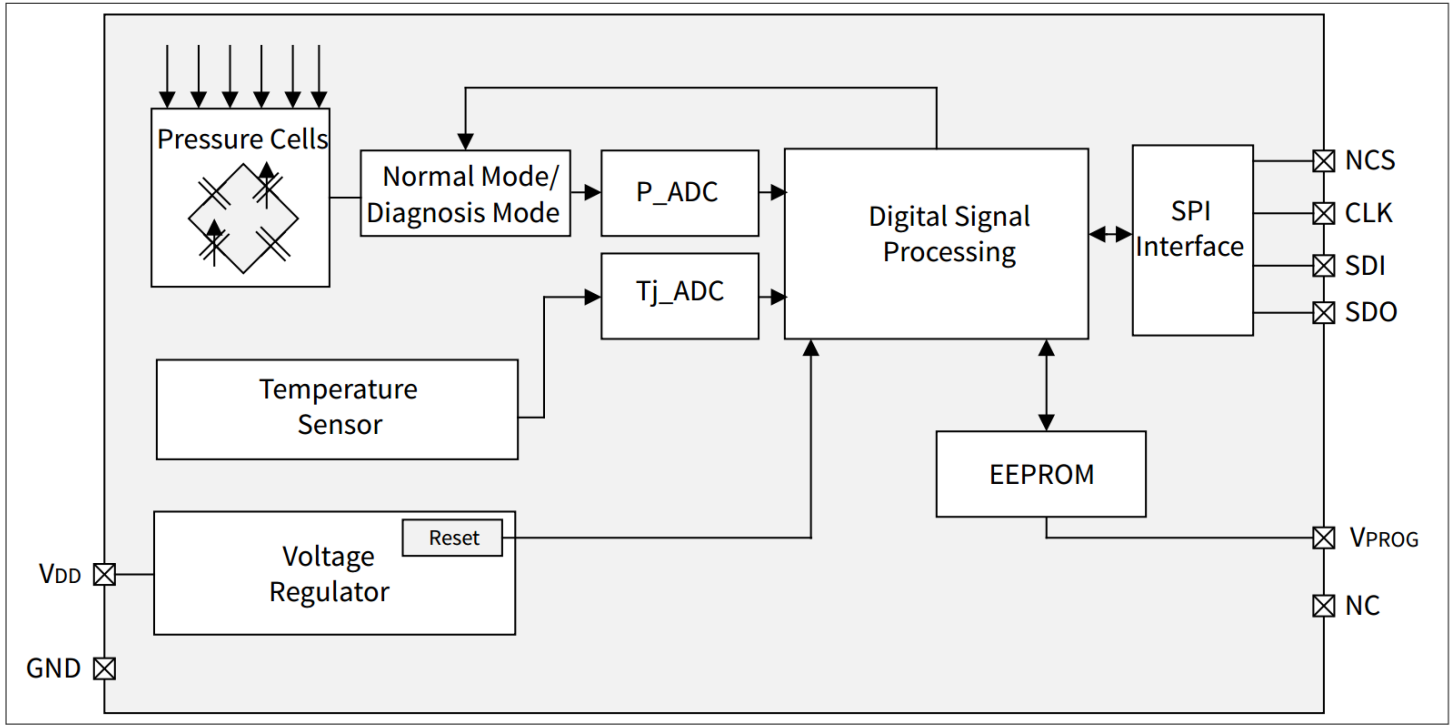 Pressure Cells
Normal Mode/
Diagnosis Mode
P_ADC
Tj_ADC
Digital Signal
Processing
SPI
Interface
NCS
CLK
SDI
SDO
Temperature
Sensor
EEPROM
Reset
Voltage
Regulator
VDD
GND
VPROG
NC